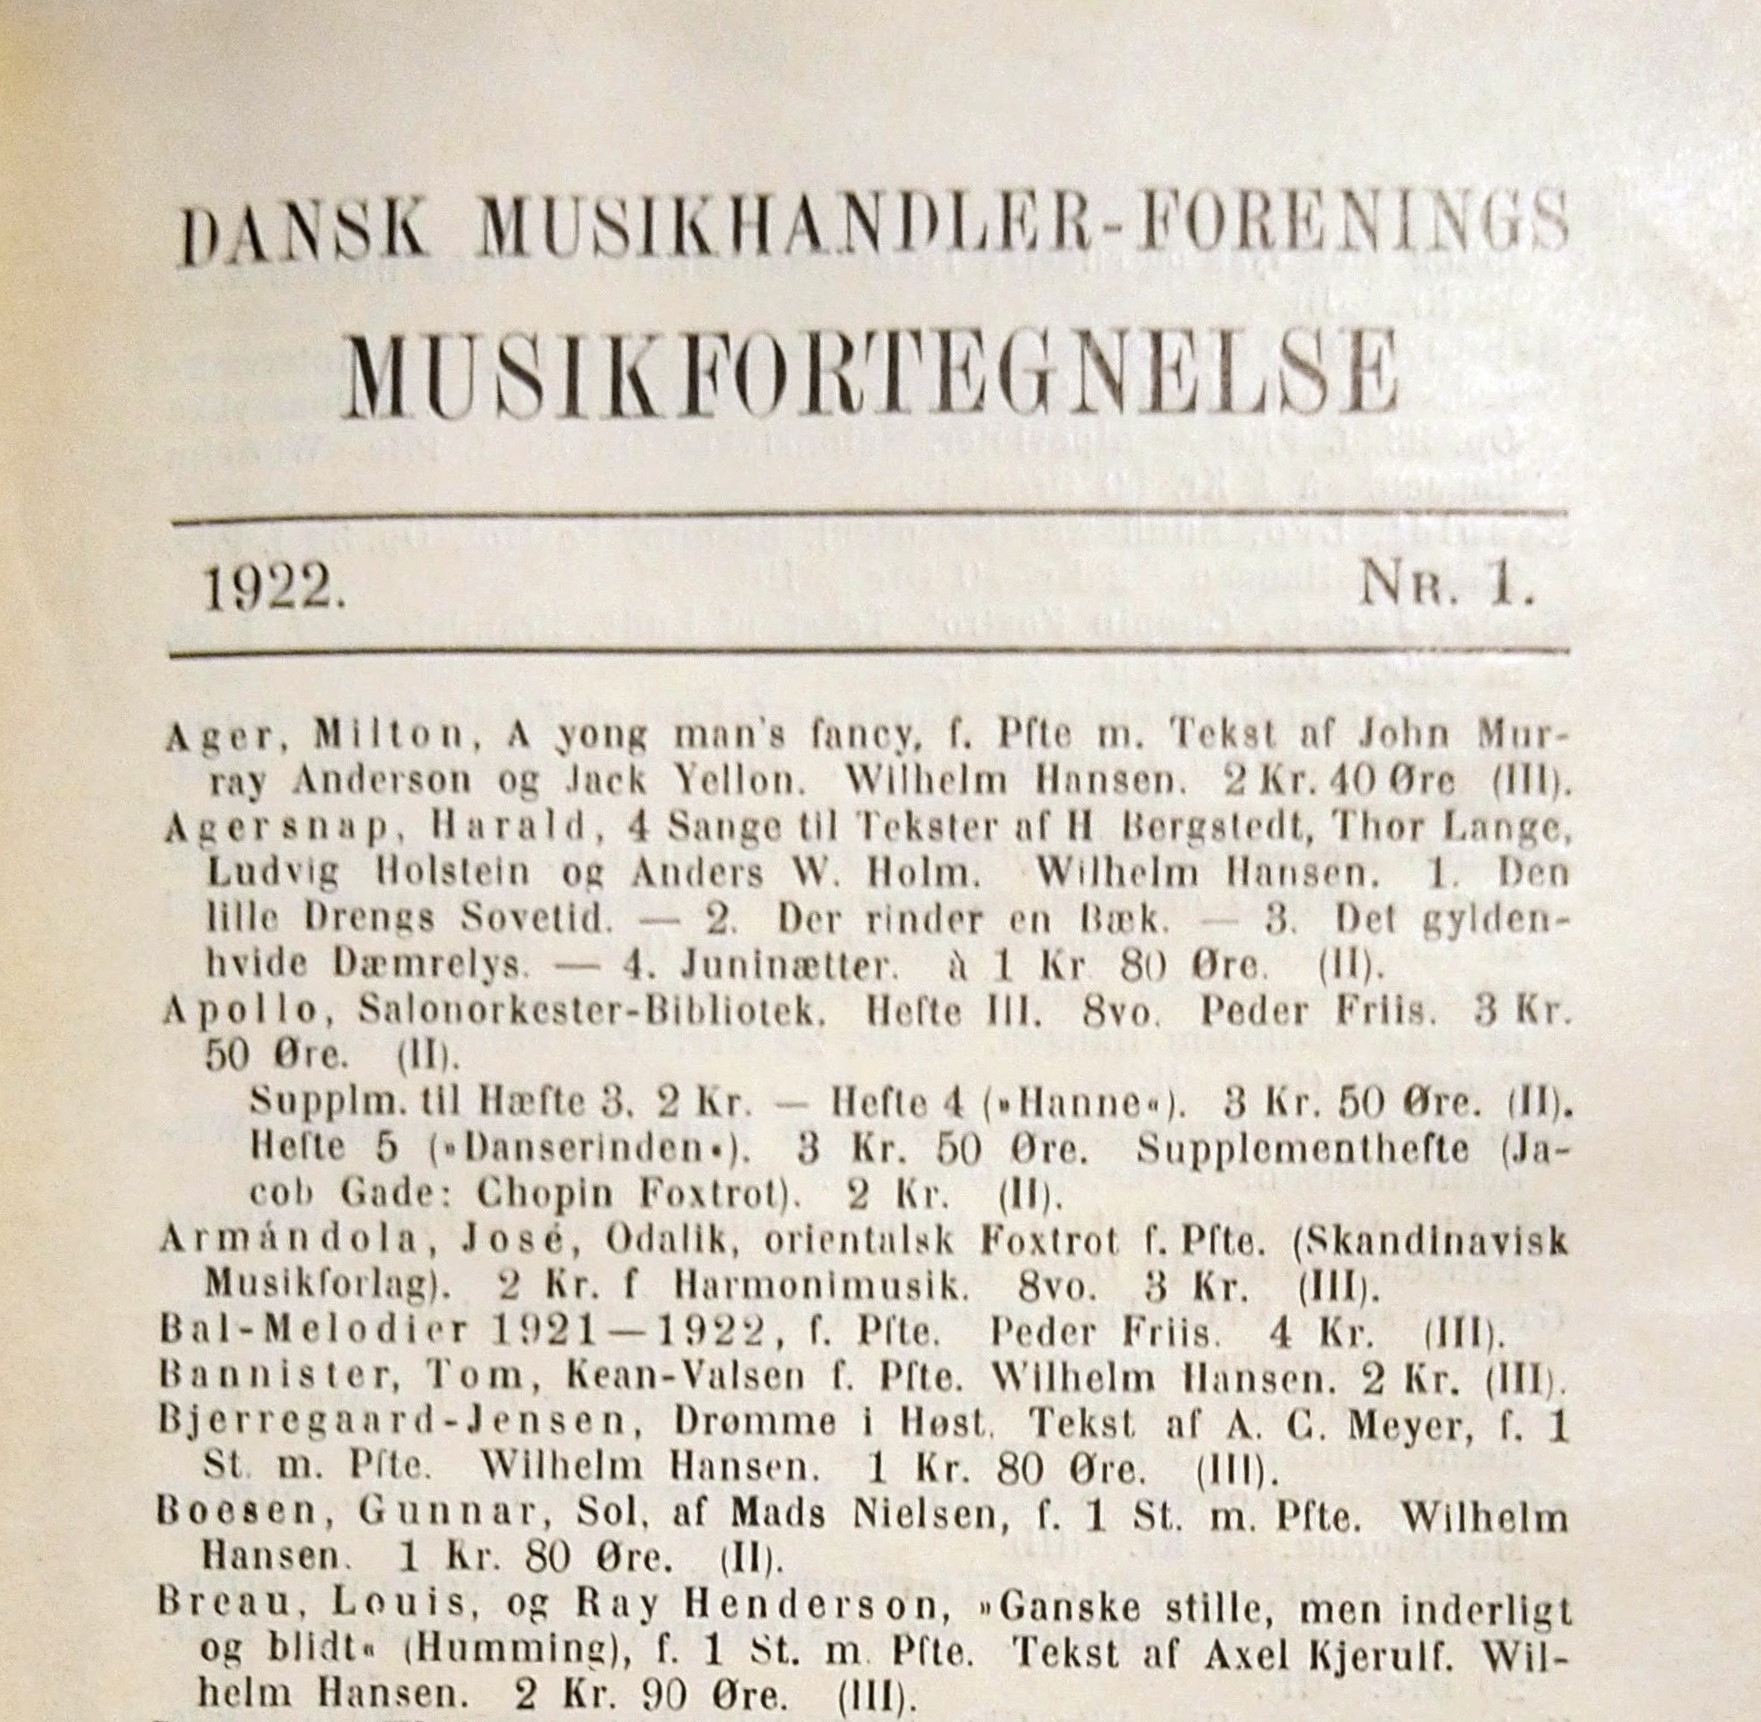 DANSK MUSIKHANDLER-FORENINGS
MUSIKFORTEGNELSE
1922. NR. 1.
Ager, Milton, A yong man's fancy, f. Pfte m. Tekst af John Mur-
ray Anderson og Jack Yellon. Wilhelm Hansen. 2 Kr. 40 Øre (III).
Agersnap, Harald, 4 Sange til Tekster af H Bergstedt, Thor Lange,
Ludvig Holstein og Anders W. Holm. Wilhelm Hansen. 1. Den
lille Drengs Sovetid. — 2. Der rinder en Bæk. — 3. Det gylden-
hvide Dæmrelys. — 4. Juninætter. à 1 Kr 80 Øre. (II).
Apollo, Salonorkester-Bibliotek. Hefte III. 8vo. Peder Friis. 3 Kr.
50 Øre. (II).
Supplm. til Hæfte 3. 2 Kr. — Hefte 4 (»Hanne«). 3 Kr. 50 Øre. (II).
Hefte 5 (»Danserinden«). 3 Kr. 50 Øre. Supplementhefte (Ja-
cob Gade: Chopin Foxtrot). 2 Kr. (II).
Armándola, José, Odalik, orientalsk Foxtrot f. Pfte. (Skandinavisk
Musikforlag). 2 Kr. f Harmonimusik. 8vo. 3 Kr. (III).
Bal-Melodier 1921—1922, f. Pfte. Peder Friis. 4 Kr. (III).
Bannister, Tom, Kean-Valsen f. Pfte. Wilhelm Hansen. 2 Kr. (III).
Bjerregaard-Jensen, Drømme i Høst. Tekst af A. C. Meyer, f. 1
St. m. Pfte. Wilhelm Hansen. 1 Kr. 80 Øre. (III).
Boesen, Gunnar, Sol, af Mads Nielsen, f. 1 St. m. Pfte. Wilhelm
Hansen. 1 Kr. 80 Øre. (II).
Breau, Louis, og Ray Henderson, »Ganske stille, men inderligt
og blidt« (Humming), f. 1 St. m. Pfte. Tekst af Axel Kjerulf. Wil-
helm Hansen. 2 Kr. 90 Øre. (III).